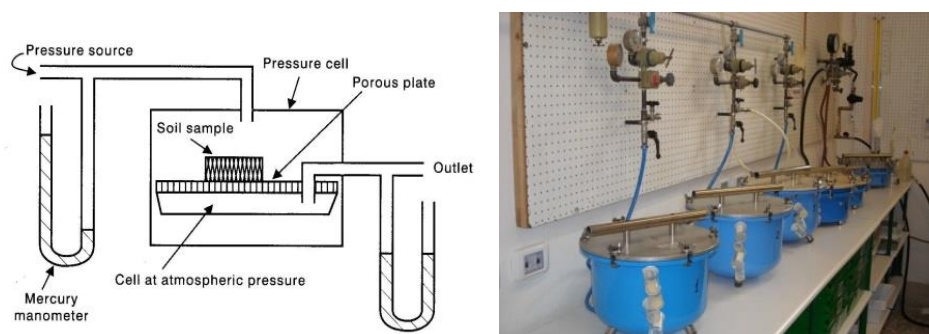 Pressure source
Pressure cell
Porous plate
Soil sample
Outlet
Cell at atmospheric pressure
Mercury
manometer